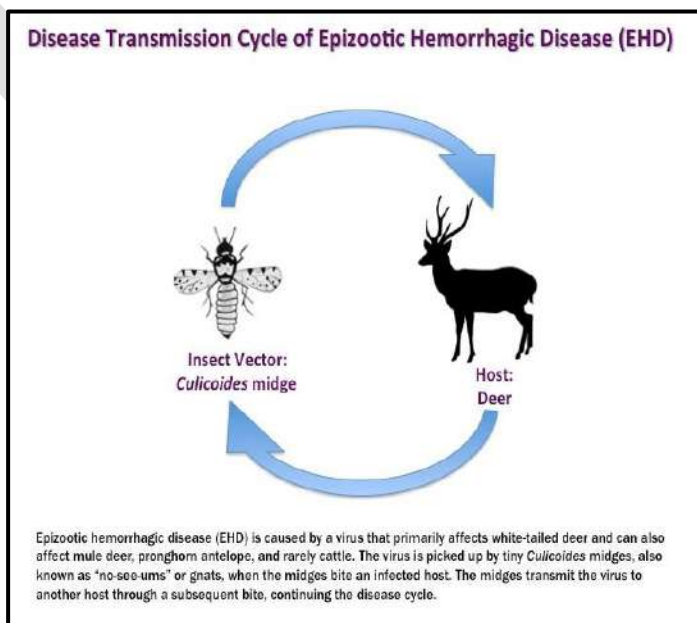 Disease Transmission Cycle of Epizootic Hemorrhagic Disease (EHD)
Insect Vector:
Culicoides midge
Host:
Deer
Epizootic hemorrhagic disease (EHD) is caused by a virus that primarily affects white-tailed deer and can also
affect mule deer, pronghorn antelope, and rarely cattle. The virus is picked up by tiny Culicoides midges, also
known as "no-see-ums" or gnats, when the midges bite an infected host. The midges transmit the virus to
another host through a subsequent bite, continuing the disease cycle.